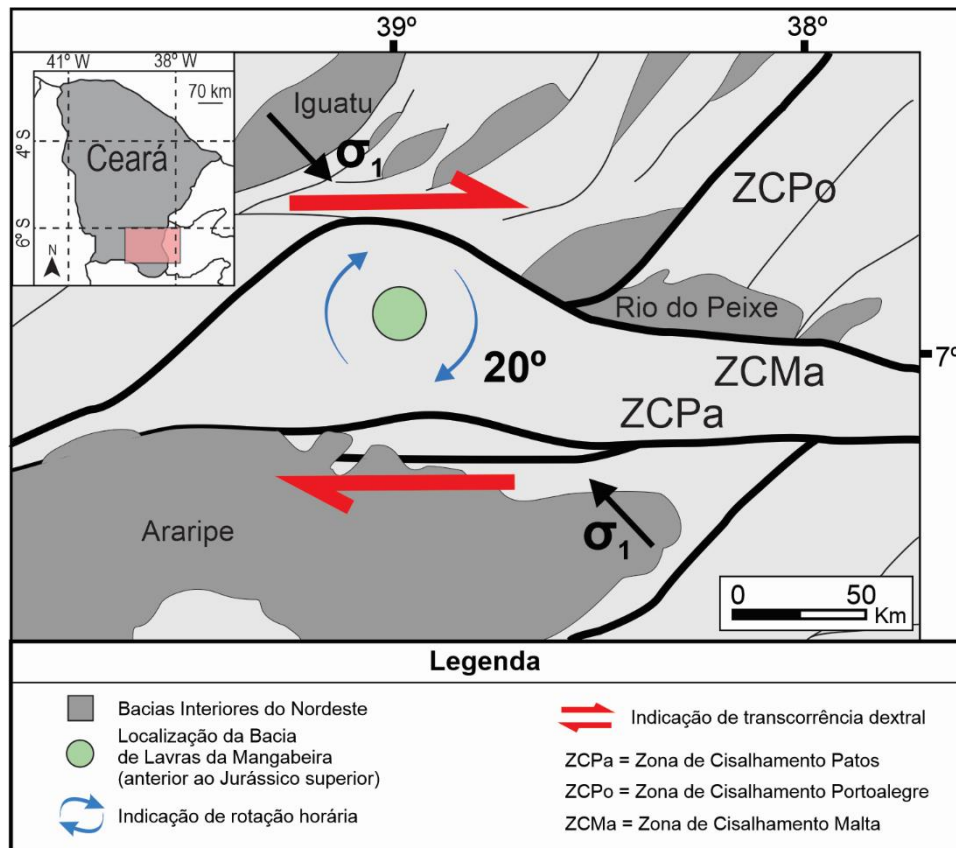 39º
38º
41º W
38º W
70 km
4º S
Ceará
6º S
N
Iguatu
σ1
ZCPo
Rio do Peixe
7º
20º
ZCMa
ZCPa
Araripe
σ1
0
50
Km
Legenda
Bacias Interiores do Nordeste
Localização da Bacia
de Lavras da Mangabeira
(anterior ao Jurássico superior)
Indicação de rotação horária
Indicação de transcorrência dextral
ZCPa = Zona de Cisalhamento Patos
ZCPo = Zona de Cisalhamento Portoalegre
ZCMa = Zona de Cisalhamento Malta